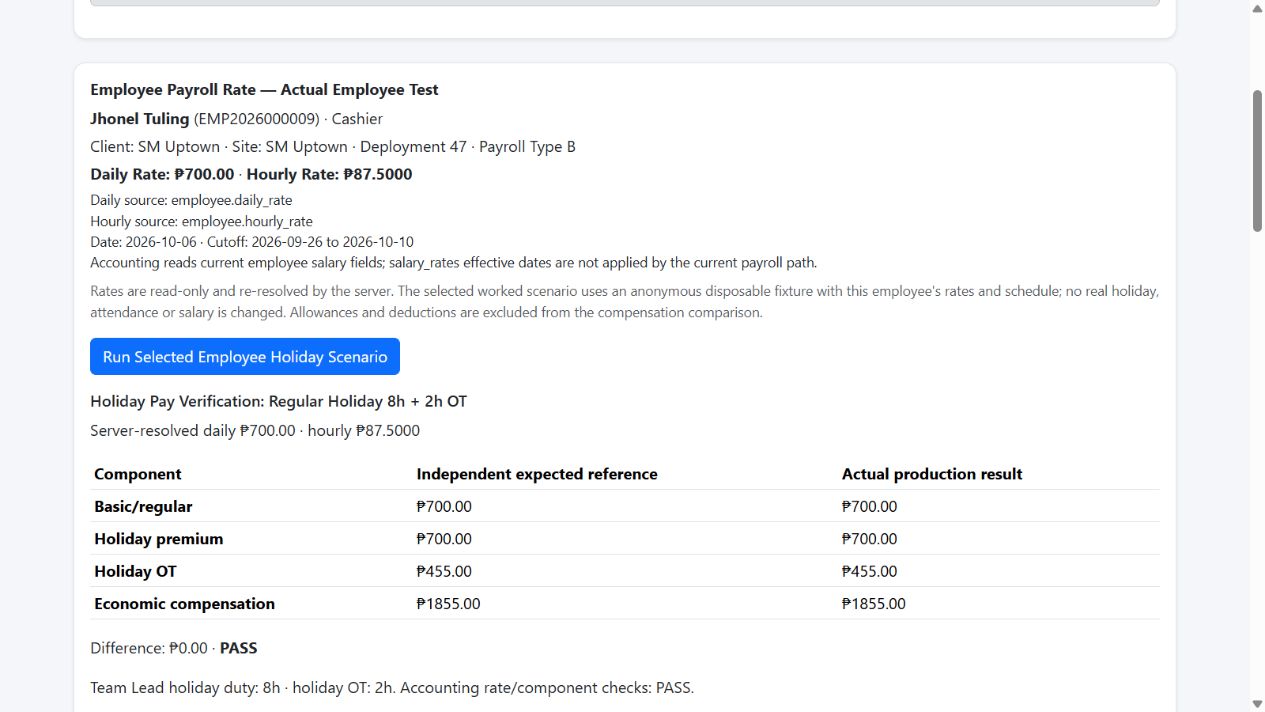 Employee Payroll Rate — Actual Employee Test
Jhonel Tuling (EMP2026000009) · Cashier
Client: SM Uptown · Site: SM Uptown · Deployment 47 · Payroll Type B
Daily Rate: ₱700.00 · Hourly Rate: ₱87.5000
Daily source: employee.daily_rate
Hourly source: employee.hourly_rate
Date: 2026-10-06 · Cutoff: 2026-09-26 to 2026-10-10
Accounting reads current employee salary fields; salary_rates effective dates are not applied by the current payroll path.
Rates are read-only and re-resolved by the server. The selected worked scenario uses an anonymous disposable fixture with this employee's rates and schedule; no real holiday,
attendance or salary is changed. Allowances and deductions are excluded from the compensation comparison.
Run Selected Employee Holiday Scenario
Holiday Pay Verification: Regular Holiday 8h + 2h OT
Server-resolved daily ₱700.00 · hourly ₱87.5000
Component Independent expected reference Actual production result
Basic/regular ₱700.00 ₱700.00
Holiday premium ₱700.00 ₱700.00
Holiday OT ₱455.00 ₱455.00
Economic compensation ₱1855.00 ₱1855.00
Difference: ₱0.00 · PASS
Team Lead holiday duty: 8h · holiday OT: 2h. Accounting rate/component checks: PASS.